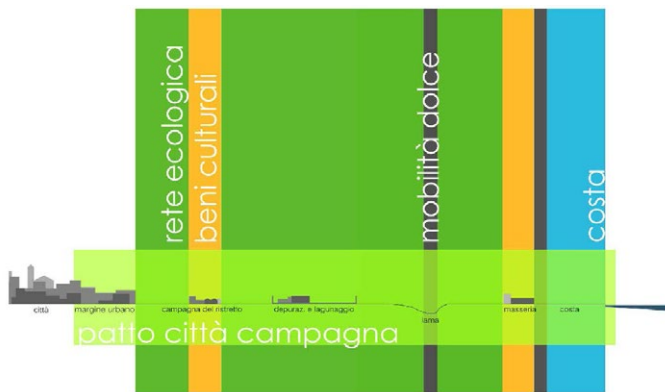 rete ecologica
beni culturali
mobilità dolce
costa
città
margine urbano
campagna del ristretto
depuraz. e lagunaggio
lama
masseria
costa
patto città campagna